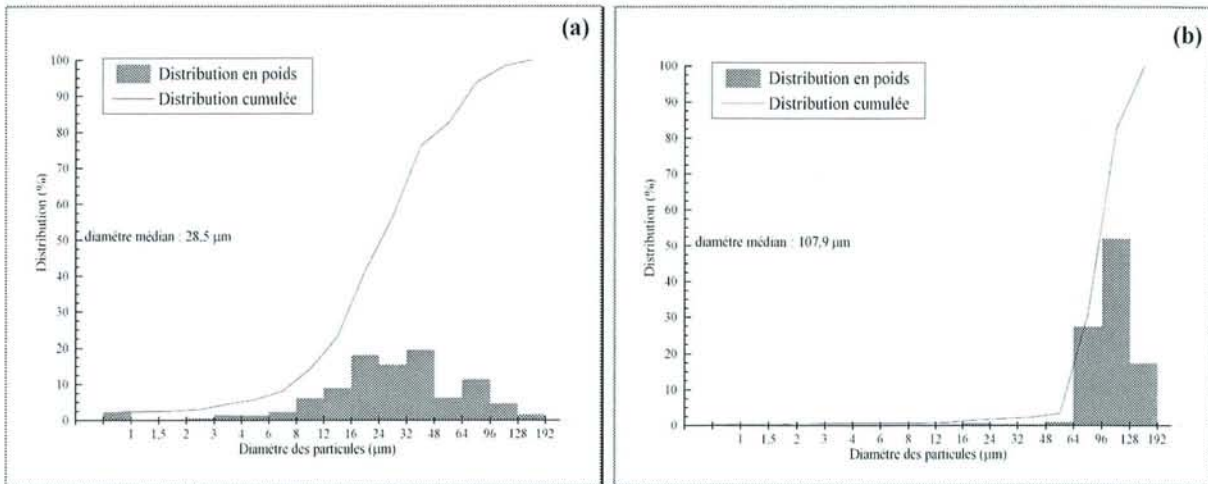 (a)
100
90
80
70
60
50
40
30
20
10
0
Distribution (%)
Distribution en poids
Distribution cumulée
diamétre médian : 28,5 µm
1 1,5 2 3 4 6 8 12 16 24 32 48 64 96 128 192
Diamétre des particules (µm)
(b)
100
90
80
70
60
50
40
30
20
10
0
Distribution (%)
Distribution en poids
Distribution cumulée
diamétre médian : 107,9 µm
1 1,5 2 3 4 6 8 12 16 24 32 48 64 96 128 192
Diamétre des particules (µm)